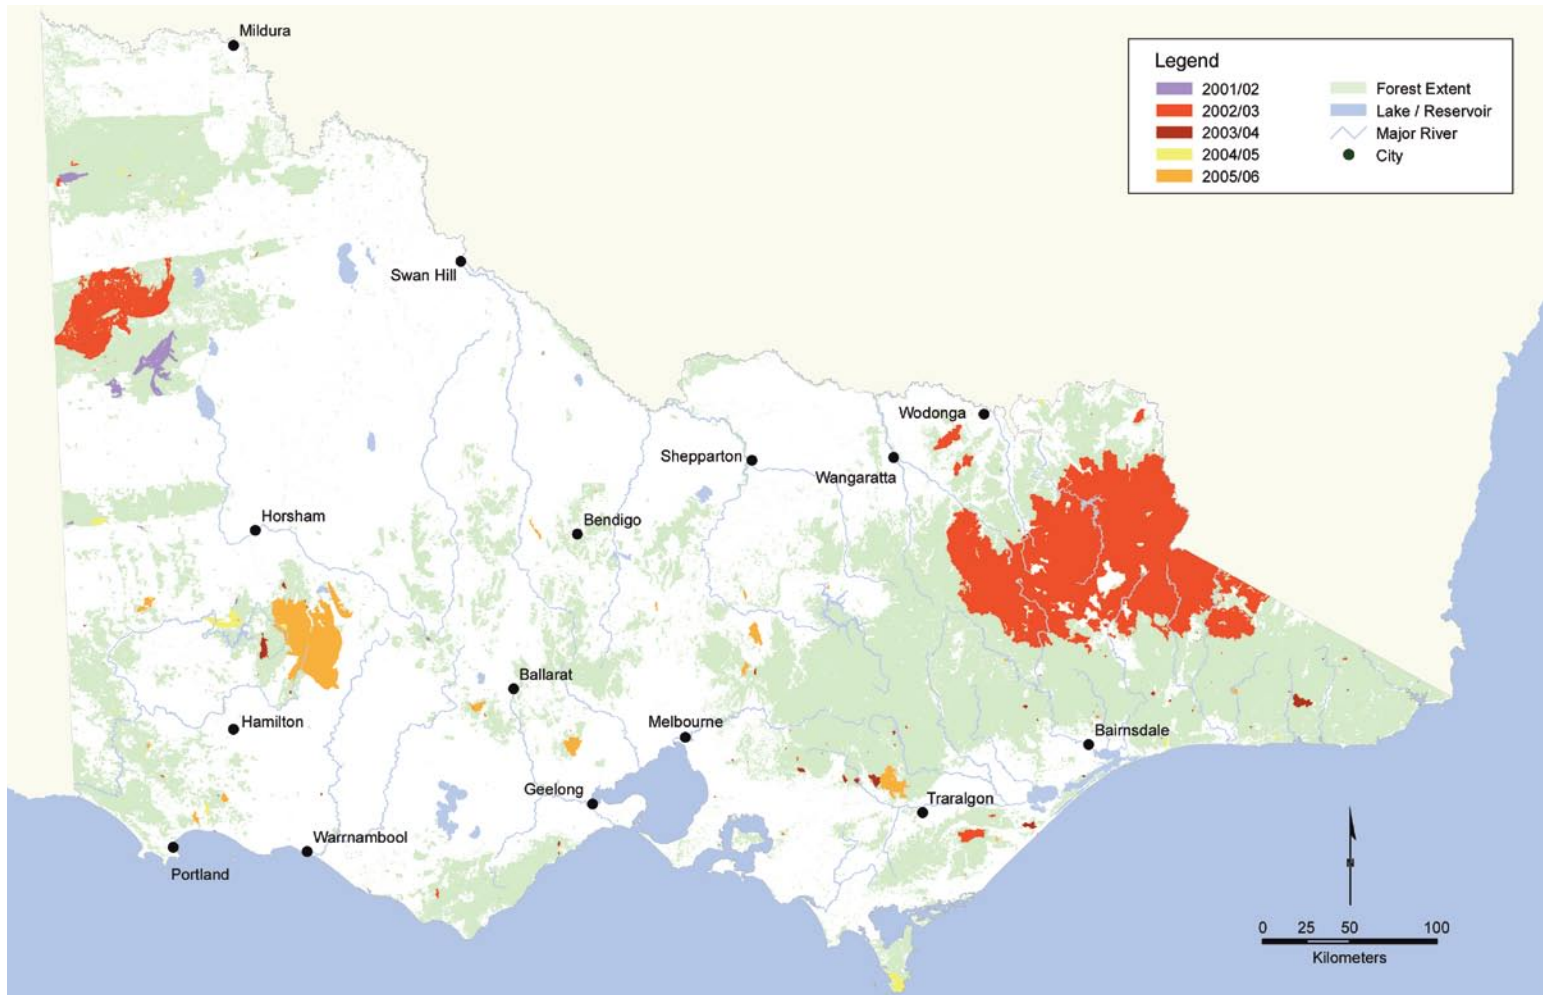 Mildura
Legend
2001/02
2002/03
2003/04
2004/05
2005/06
Forest Extent
Lake / Reservoir
Major River
City
Swan Hill
Wodonga
Shepparton
Wangaratta
Horsham
Bendigo
Ballarat
Hamilton
Melbourne
Bairnsdale
Geelong
Traralgon
Warrnambool
Portland
0 25 50 100
Kilometers